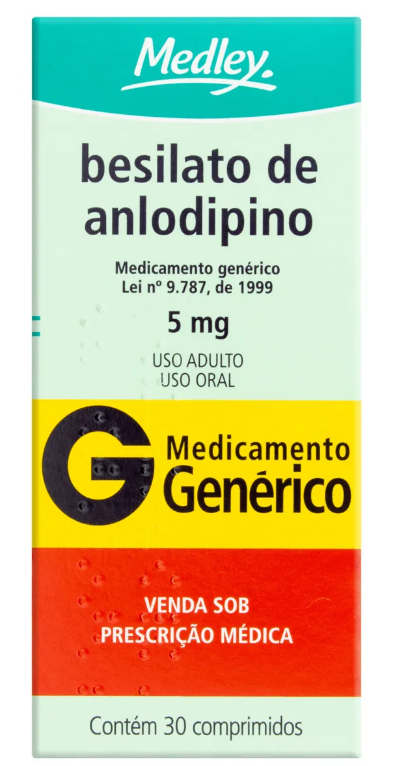 Medley.
besilato de
anlodipino
Medicamento genérico
Lei nº 9.787, de 1999
5 mg
USO ADULTO
USO ORAL
G Medicamento
Genérico
VENDA SOB
PRESCRIÇÃO MÉDICA
Contém 30 comprimidos